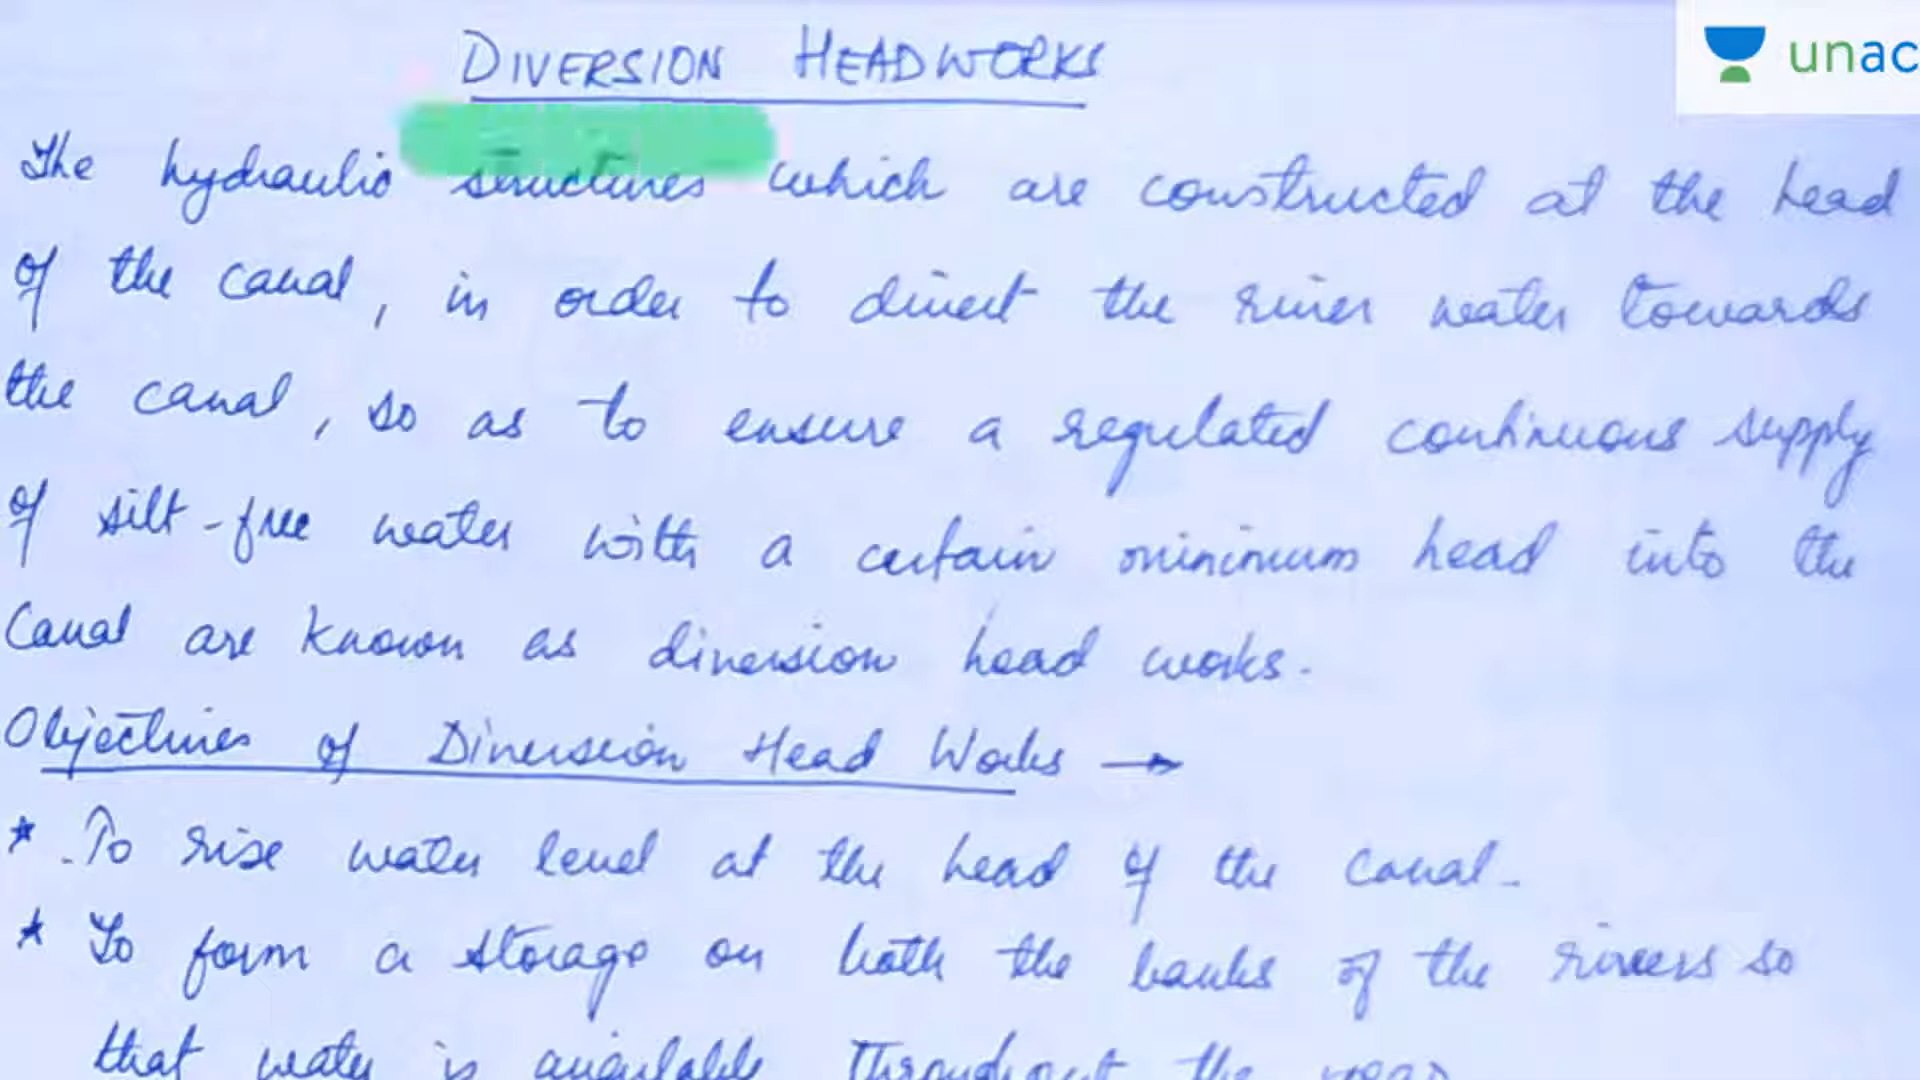 DIVERSION HEADWORKS
unac
The hydraulic structures which are constructed at the head
of the canal, in order to divert the river water towards
the canal, so as to ensure a regulated continuous supply
of silt-free water with a certain minimum head into the
Canal are known as diversion head works.
Objectives of Diversion Head Works →
* To rise water level at the head of the canal.
* To form a storage on both the banks of the rivers so
that water is available throughout the year